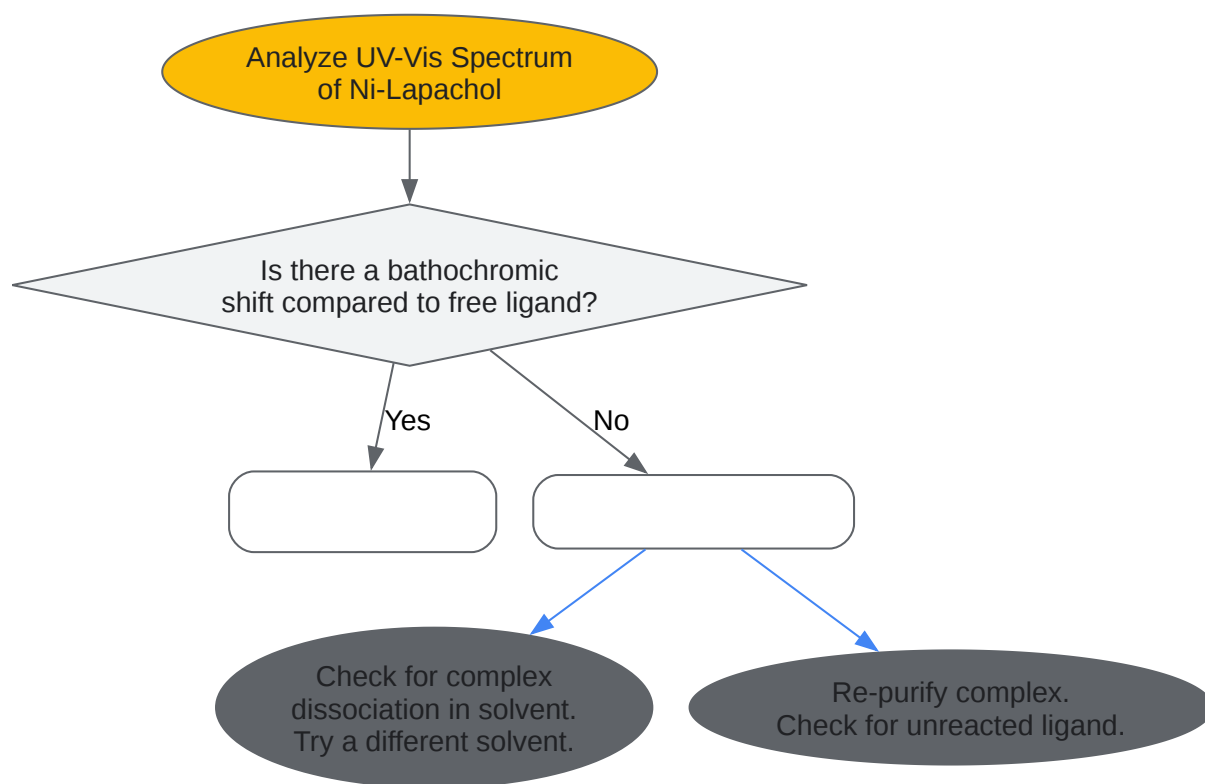 Analyze UV-Vis Spectrum
of Ni-Lapachol
Is there a bathochromic
shift compared to free ligand?
Yes
No
Check for complex
dissociation in solvent.
Try a different solvent.
Re-purify complex.
Check for unreacted ligand.